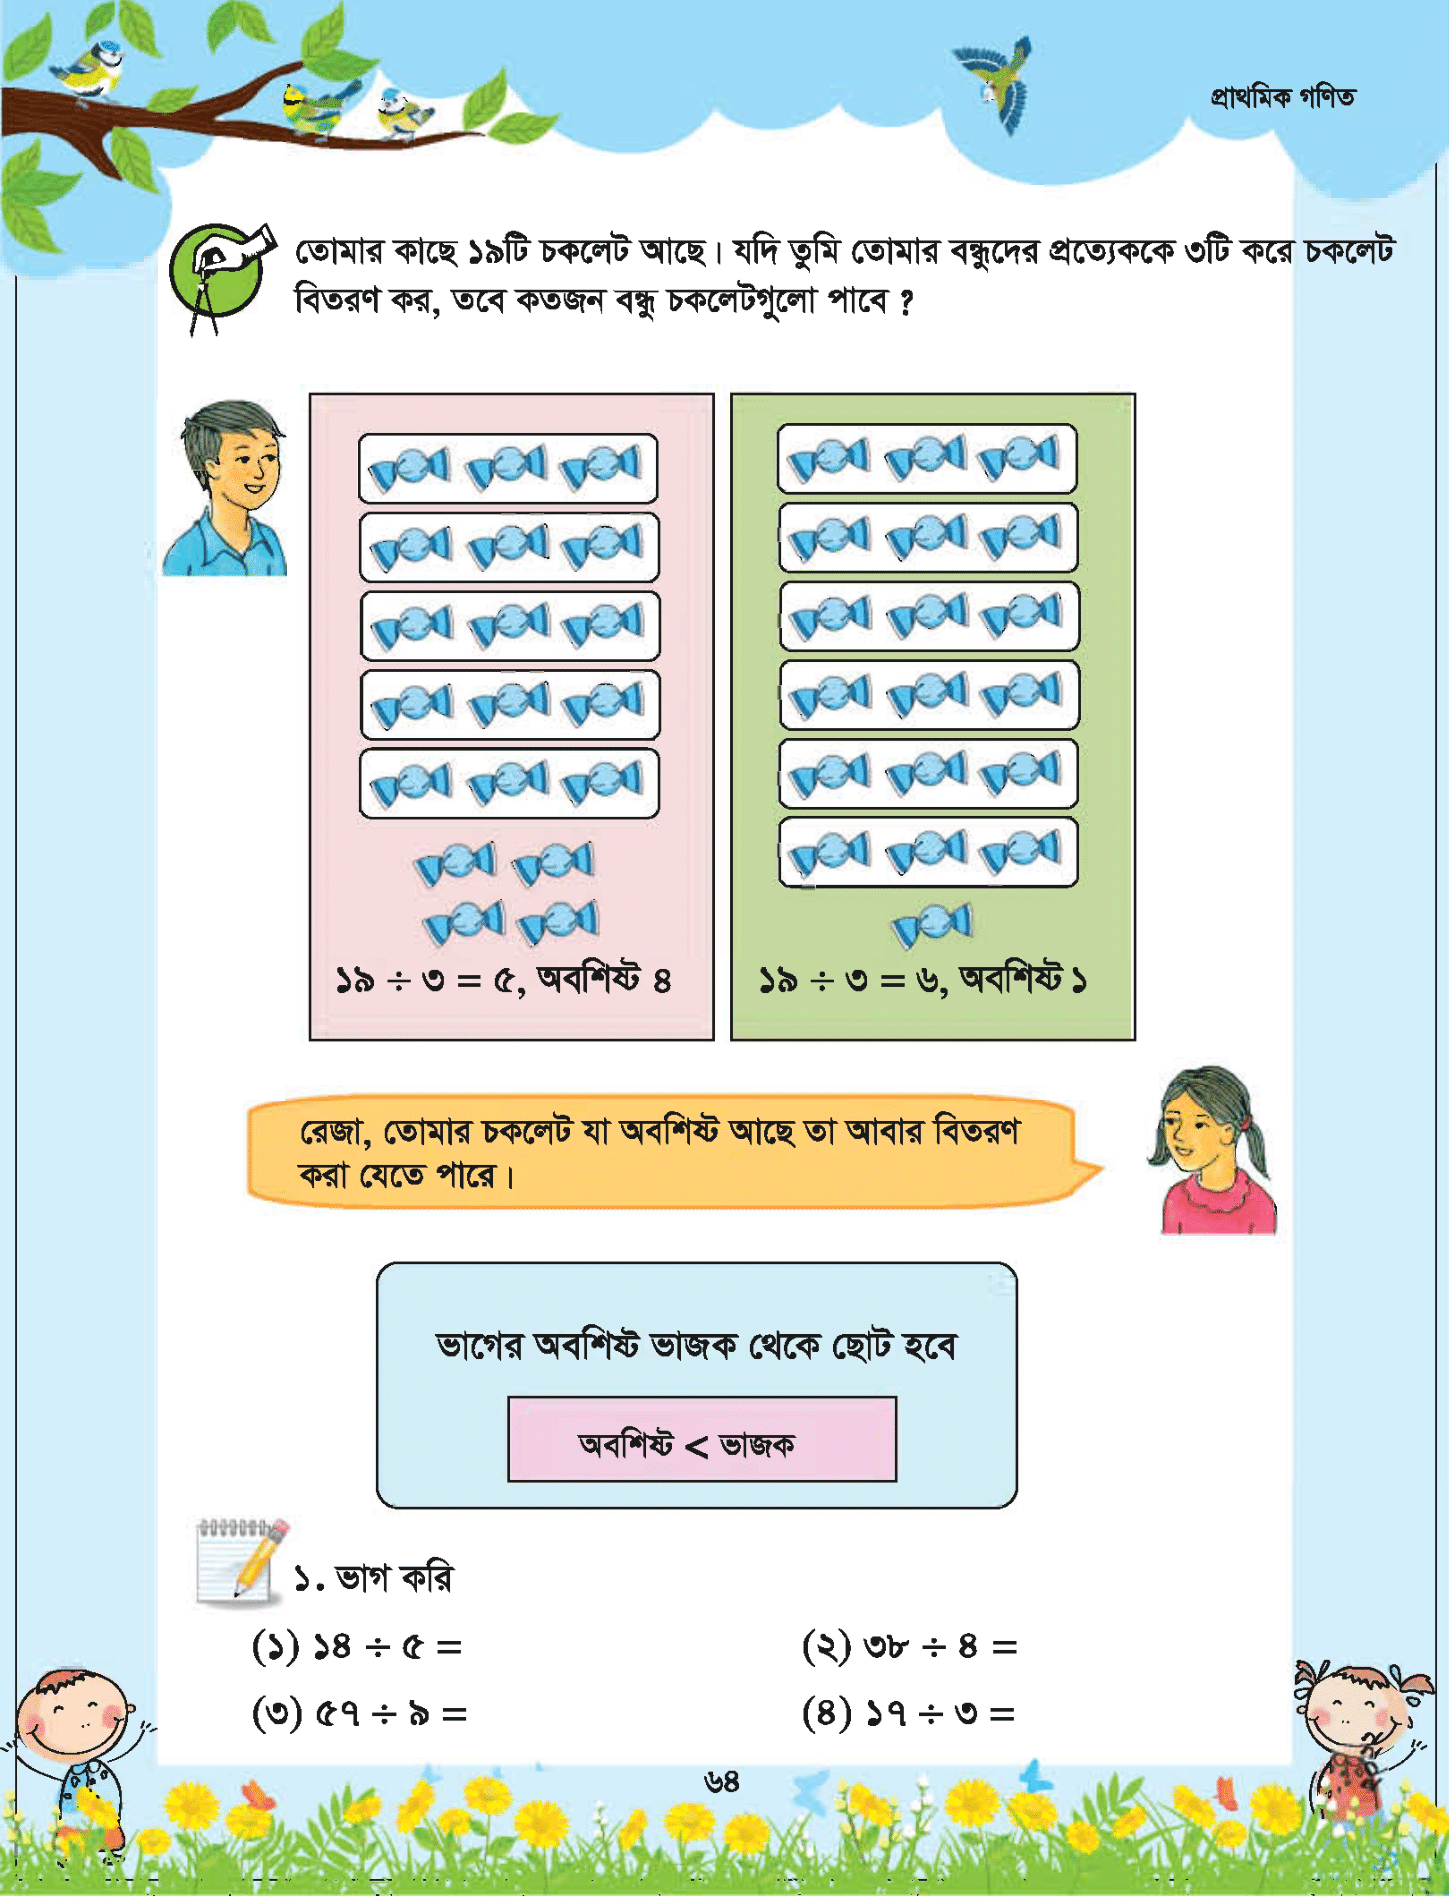 প্রাথমিক গণিত
তোমার কাছে ১৯টি চকলেট আছে। যদি তুমি তোমার বন্ধুদের প্রত্যেককে ৩টি করে চকলেট
বিতরণ কর, তবে কতজন বন্ধু চকলেটগুলো পাবে ?
১৯ ÷ ৩ = ৫, অবশিষ্ট ৪
১৯ ÷ ৩ = ৬, অবশিষ্ট ১
রেজা, তোমার চকলেট যা অবশিষ্ট আছে তা আবার বিতরণ
করা যেতে পারে।
ভাগের অবশিষ্ট ভাজক থেকে ছোট হবে
অবশিষ্ট < ভাজক
১. ভাগ করি
(১) ১৪ ÷ ৫ =
(২) ৩৮ ÷ ৪ =
(৩) ৫৭ ÷ ৯ =
(৪) ১৭ ÷ ৩ =
৬৪